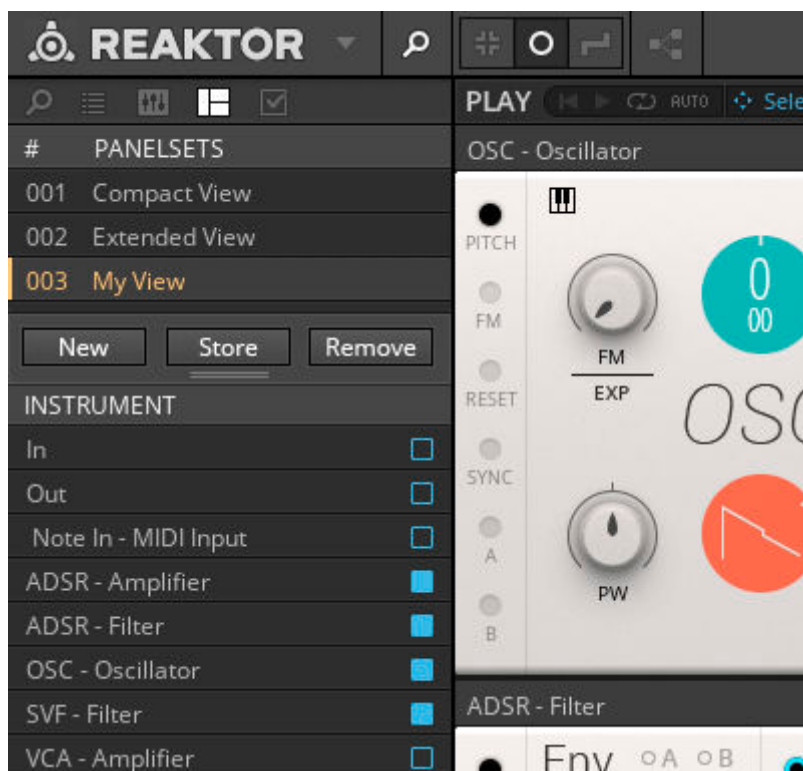 REAKTOR
PLAY
AUTO
Sele
# PANELSETS
001 Compact View
002 Extended View
003 My View
New Store Remove
INSTRUMENT
In
Out
Note In - MIDI Input
ADSR - Amplifier
ADSR - Filter
OSC - Oscillator
SVF - Filter
VCA - Amplifier
OSC - Oscillator
PITCH
FM
RESET
SYNC
A
B
FM
EXP
PW
0
00
OSC
ADSR - Filter
Env A B